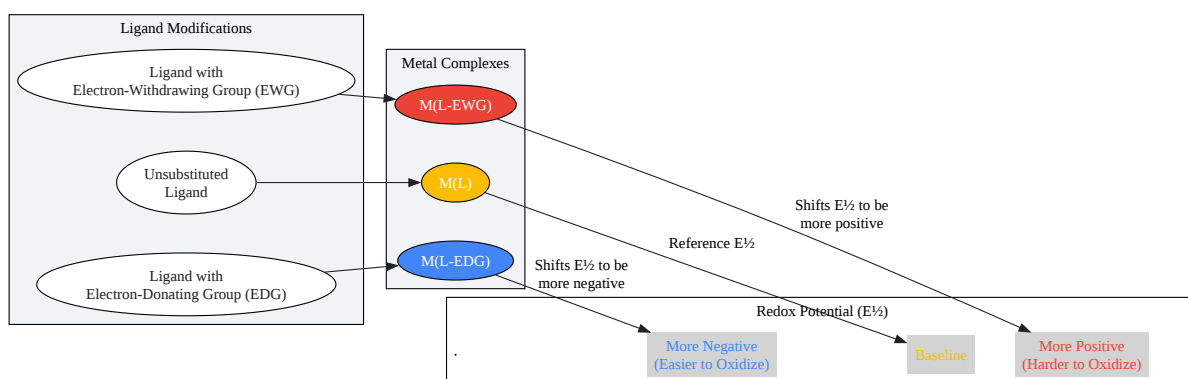 Ligand Modifications
Ligand with
Electron-Withdrawing Group (EWG)
Unsubstituted
Ligand
Ligand with
Electron-Donating Group (EDG)
Metal Complexes
M(L-EWG)
M(L)
M(L-EDG)
Shifts E½ to be
more positive
Reference E½
Shifts E½ to be
more negative
Redox Potential (E½)
.
More Negative
(Easier to Oxidize)
Baseline
More Positive
(Harder to Oxidize)